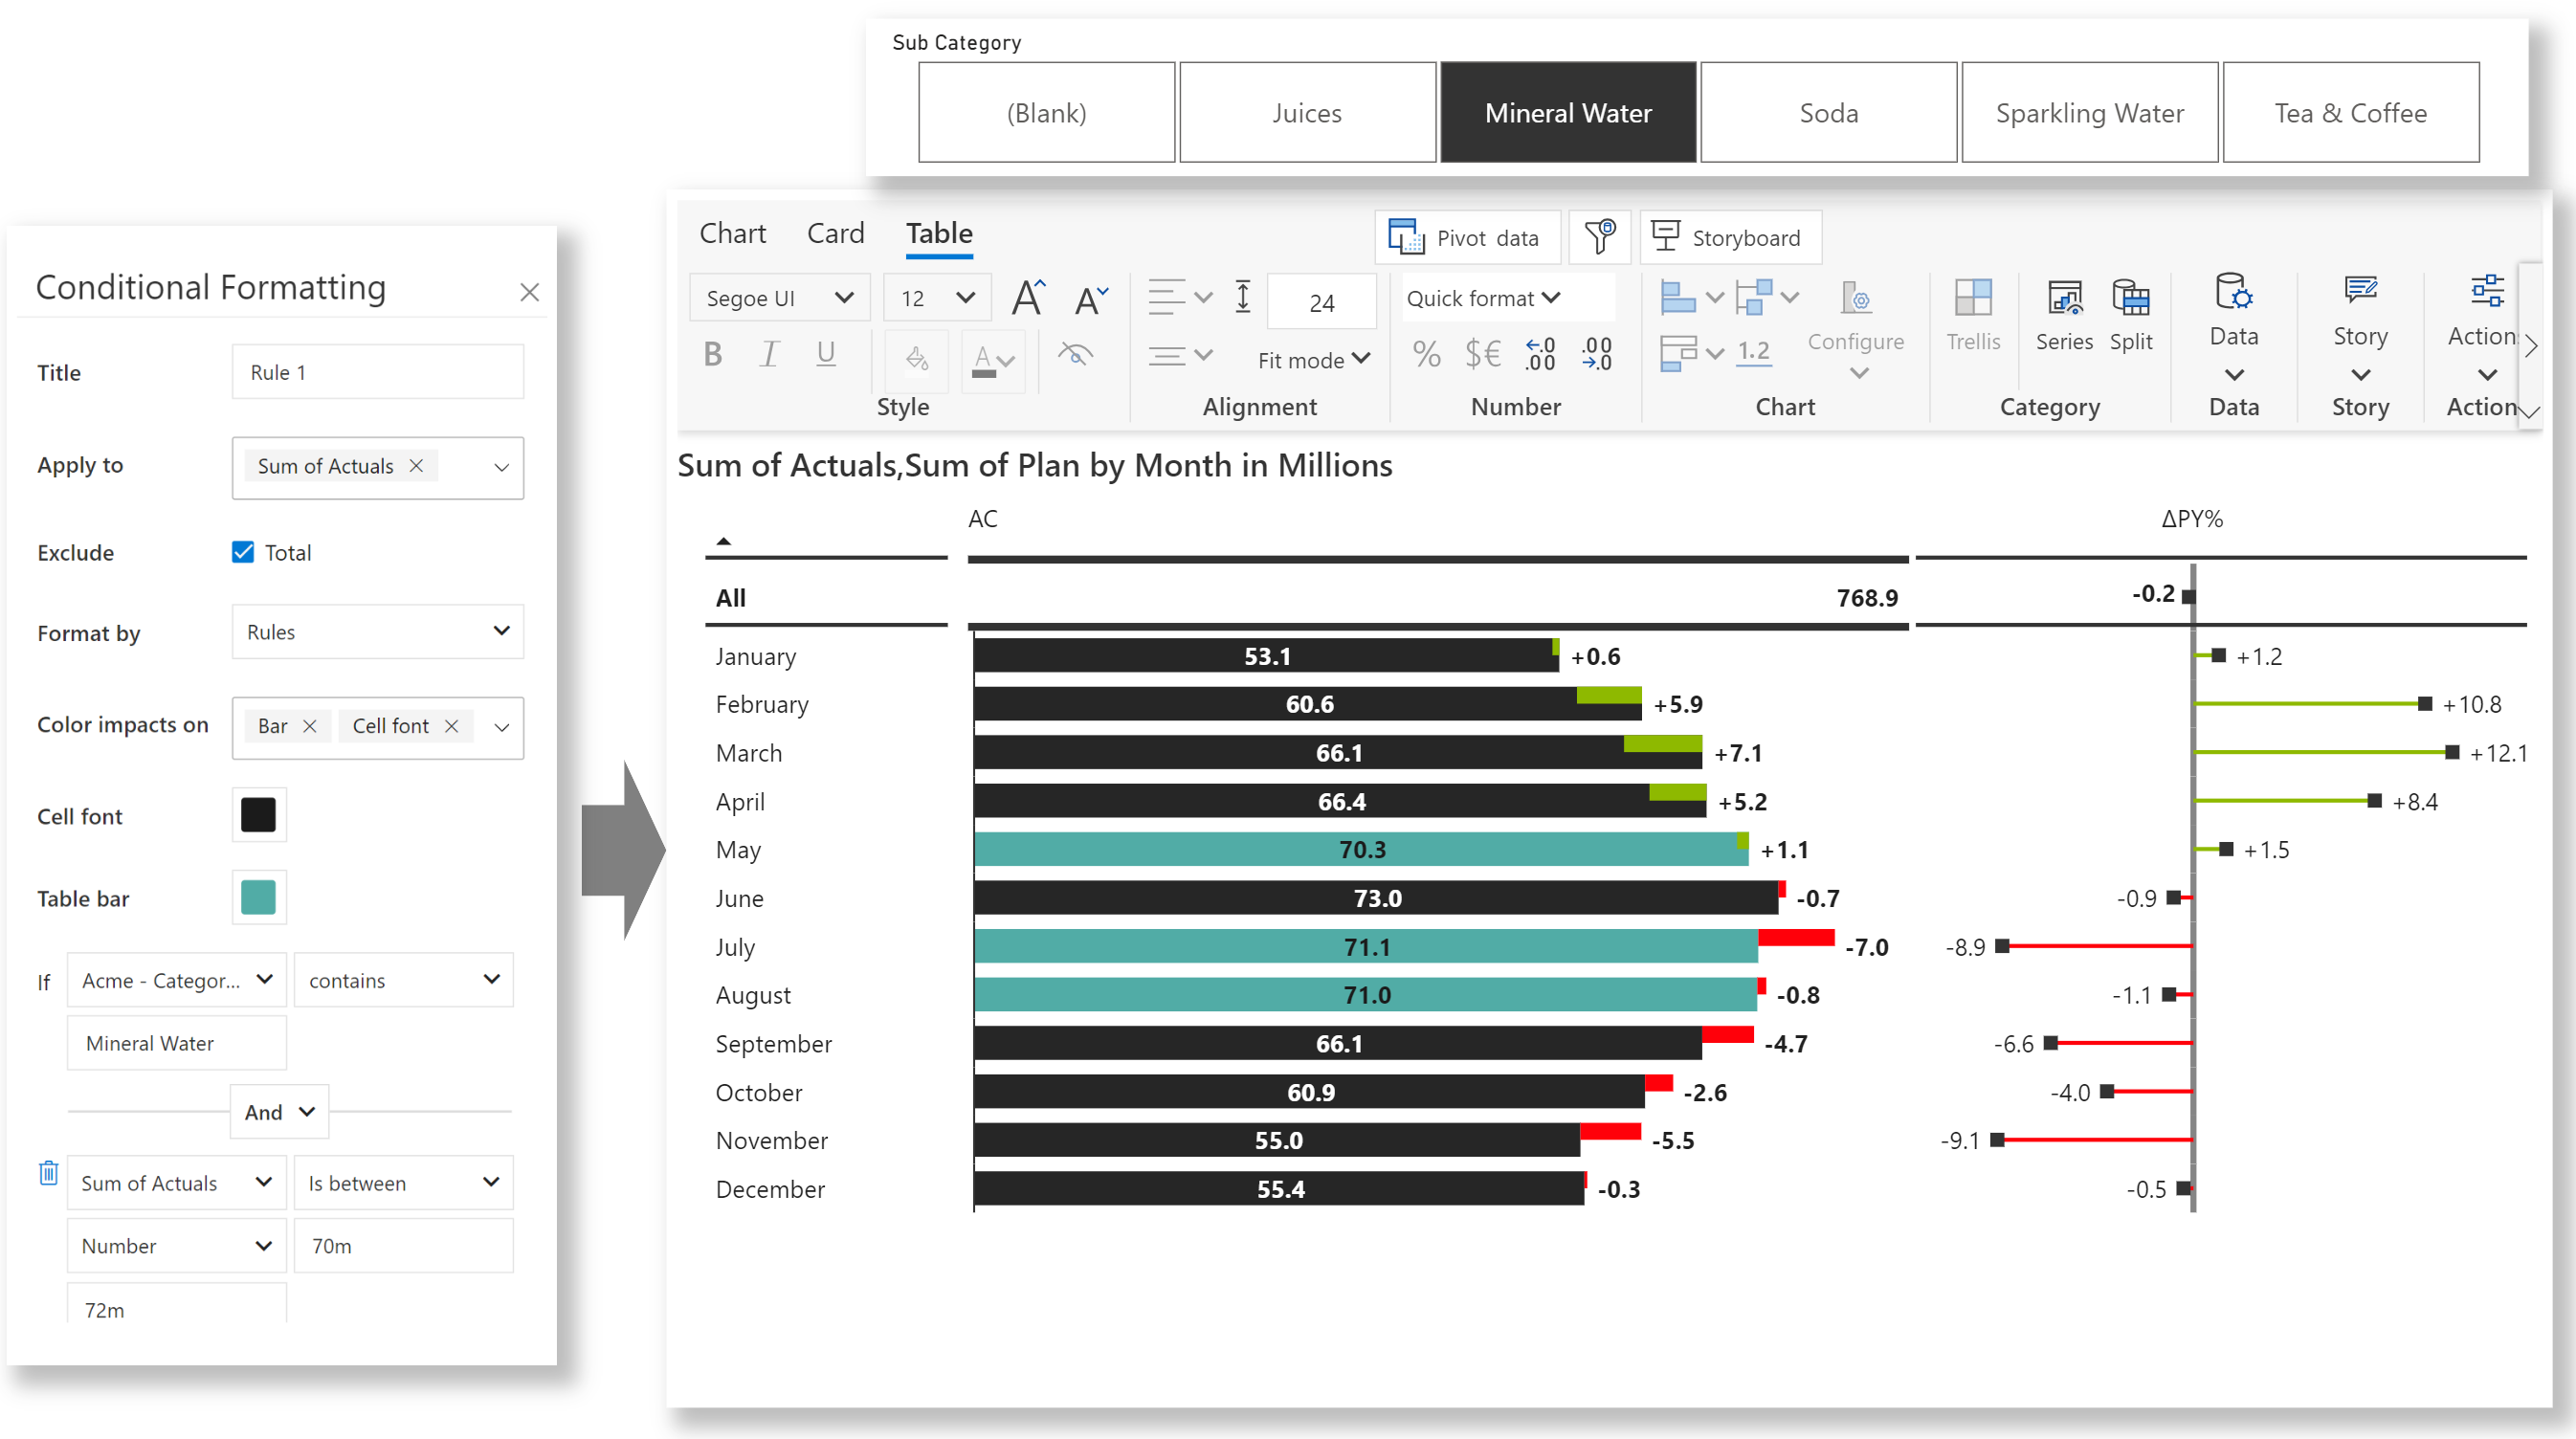 Sub Category
(Blank) Juices Mineral Water Soda Sparkling Water Tea & Coffee
Conditional Formatting
Title Rule 1
Apply to Sum of Actuals
Exclude Total
Format by Rules
Color impacts on Bar Cell font
Cell font
Table bar
If Acme - Categor... contains
Mineral Water
And
Sum of Actuals Is between
Number 70m
72m
Chart Card Table Pivot data Storyboard
Segoe UI 12 A A 24 Quick format
B I U A Fit mode % $€ .0 .00 .00 .0 1.2 Configure Trellis Series Split Data Story Action
Style Alignment Number Chart Category Data Story Action
Sum of Actuals,Sum of Plan by Month in Millions
AC ΔPY%
All 768.9 -0.2
January 53.1 +0.6 +1.2
February 60.6 +5.9 +10.8
March 66.1 +7.1 +12.1
April 66.4 +5.2 +8.4
May 70.3 +1.1 +1.5
June 73.0 -0.7 -0.9
July 71.1 -7.0 -8.9
August 71.0 -0.8 -1.1
September 66.1 -4.7 -6.6
October 60.9 -2.6 -4.0
November 55.0 -5.5 -9.1
December 55.4 -0.3 -0.5